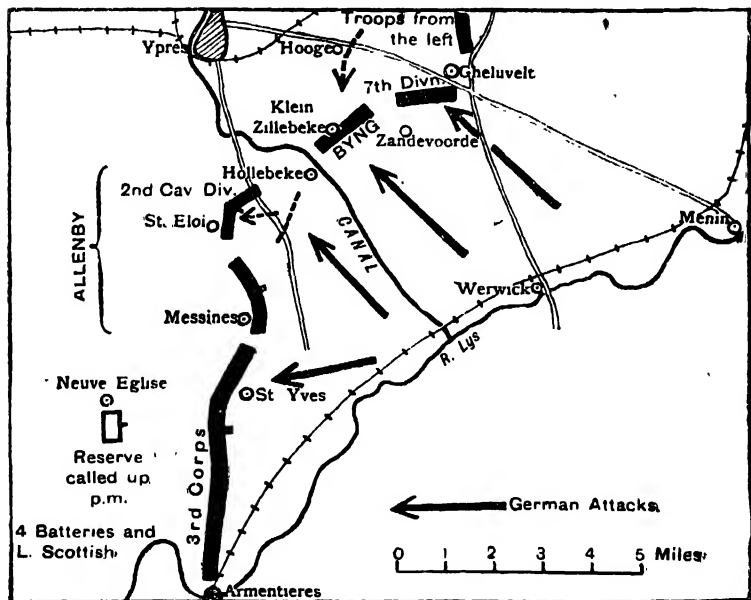 Troops from
the left
Ypres
Hooge
Gheluvelt
7th Divn.
Klein
Zillebeke
BYNG
Zandevoorde
Hollebeke
2nd Cav Div.
St. Eloi
ALLENBY
CANAL
Menin
Messines
Werwick
R. Lys
Neuve Eglise
St Yves
Reserve
called up
p.m.
3rd Corps
4 Batteries and
L. Scottish
German Attacks
0 1 2 3 4 5 Miles
Armentieres